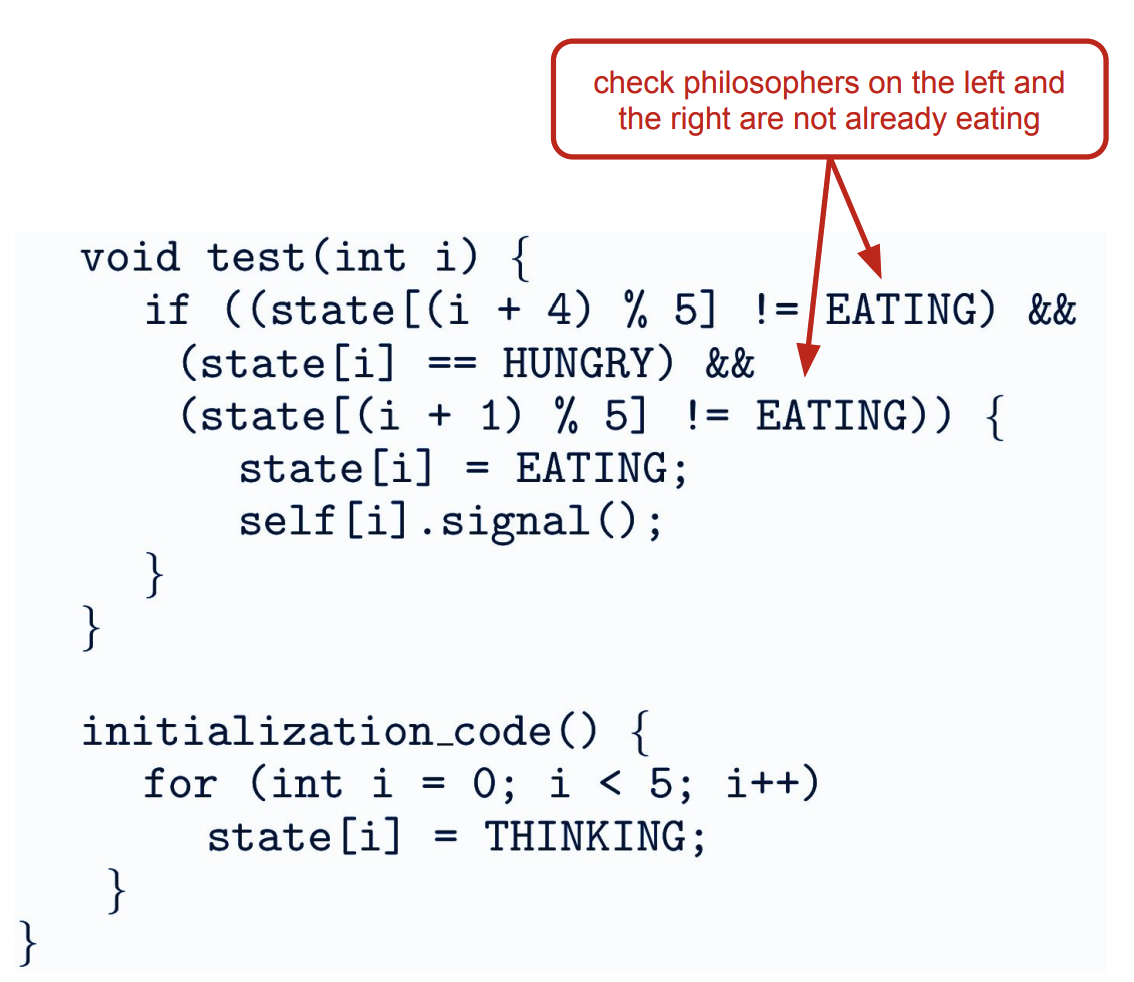 check philosophers on the left and
the right are not already eating
void test(int i) {
if ((state[(i + 4) % 5] != EATING) &&
(state[i] == HUNGRY) &&
(state[(i + 1) % 5] != EATING)) {
state[i] = EATING;
self[i].signal();
}
}
initialization_code() {
for (int i = 0; i < 5; i++)
state[i] = THINKING;
}
}